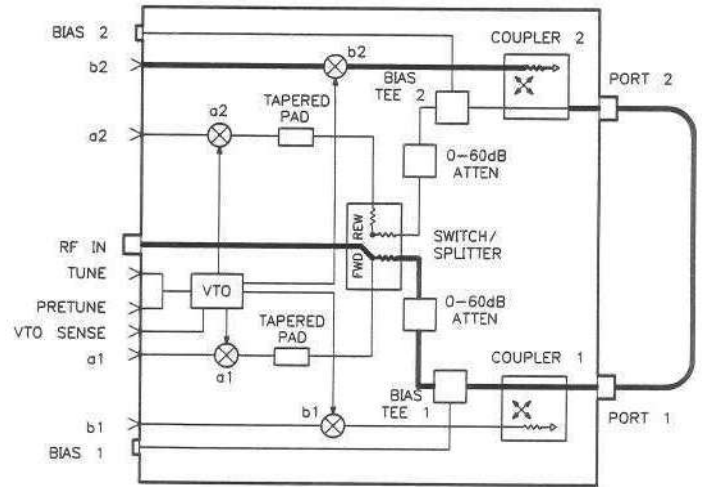 BIAS 2
b2
COUPLER 2
b2
BIAS
TEE 2
PORT 2
a2
TAPERED
PAD
a2
0-60dB
ATTEN
REW
RF IN
FWD
SWITCH/
SPLITTER
TUNE
VTO
PRETUNE
0-60dB
ATTEN
VTO SENSE
TAPERED
PAD
a1
a1
COUPLER 1
BIAS
TEE 1
b1
b1
PORT 1
BIAS 1